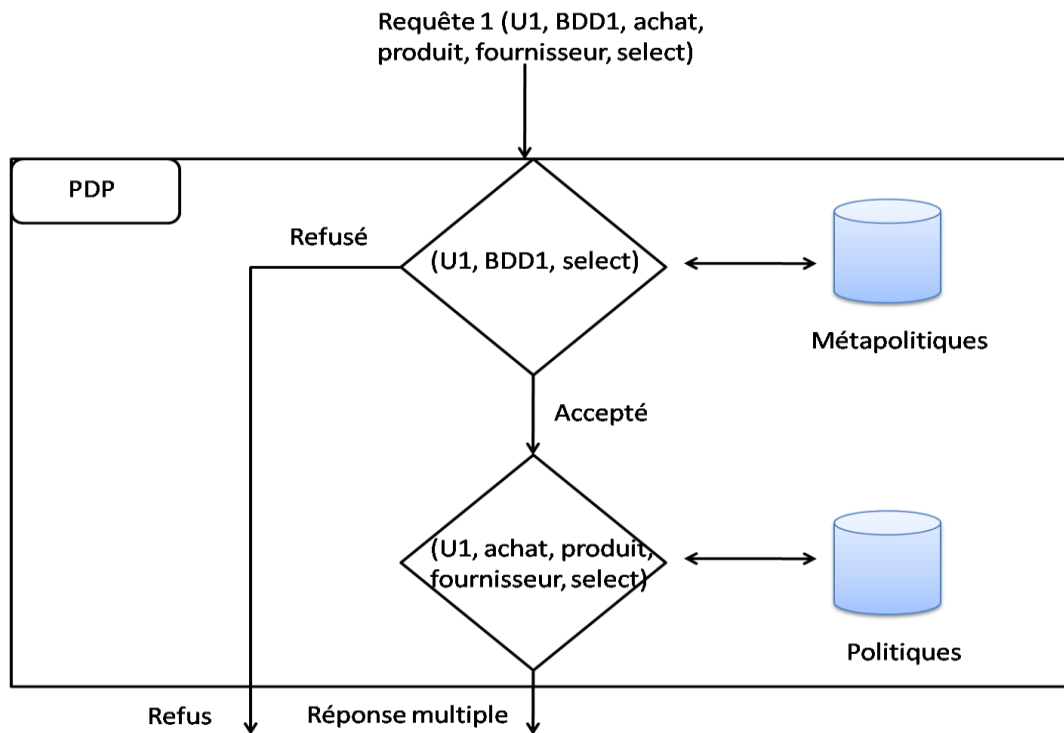 Requête 1 (U1, BDD1, achat,
produit, fournisseur, select)
PDP
Refusé
(U1, BDD1, select)
Métapolitiques
Accepté
(U1, achat, produit,
fournisseur, select)
Politiques
Refus
Réponse multiple